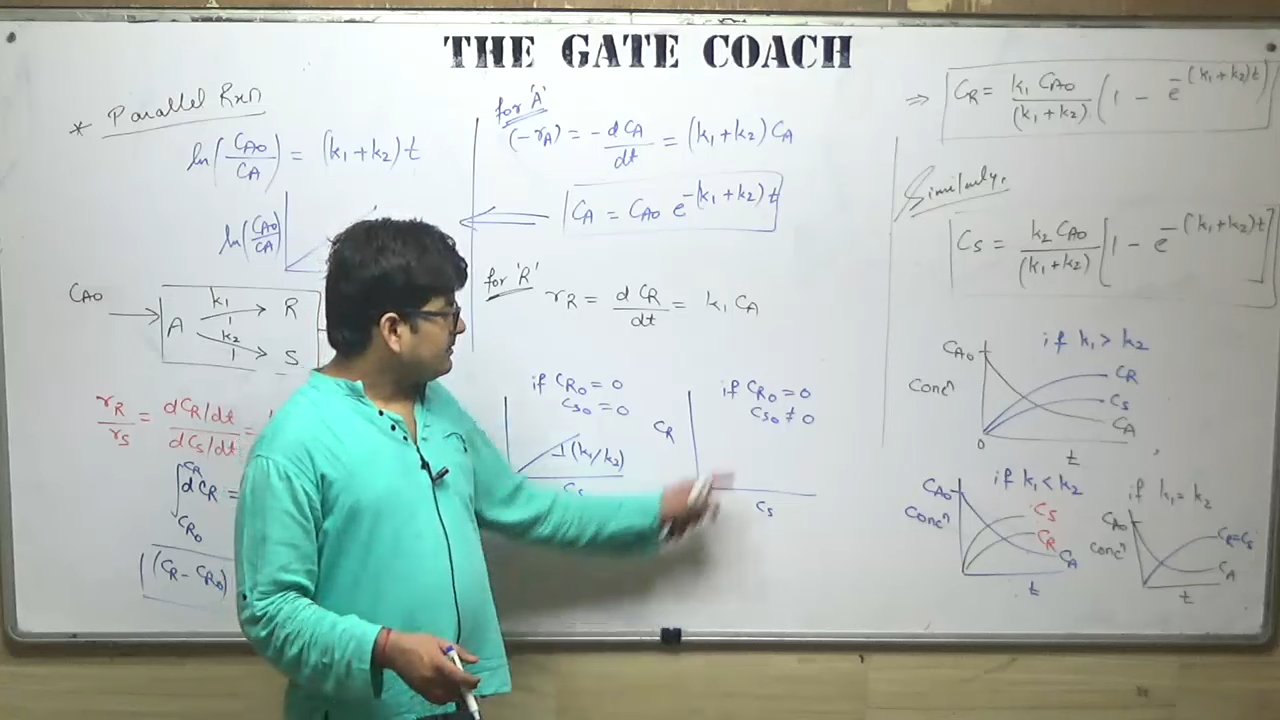 THE GATE COACH
* Parallel Rxn
ln(CA0/CA) = (k1+k2)t
ln(CA0/CA)
CA0
A
k1
1
R
k2
1
S
rR/rS = dCR/dt / dCS/dt =
∫CR0^CR dCR =
(CR - CR0)
for 'A'
(-rA) = -dCA/dt = (k1+k2)CA
CA = CA0 e^-(k1+k2)t
for 'R'
rR = dCR/dt = k1 CA
if CR0 = 0
CS0 = 0
(k1/k2)
CS
if CR0 = 0
CS0 ≠ 0
CR
CS
⇒ CR = k1 CA0/(k1+k2) (1 - e^-(k1+k2)t)
Similarly,
CS = k2 CA0/(k1+k2) [1 - e^-(k1+k2)t]
if k1 > k2
CA0
Concn
CR
CS
CA
0
t
if k1 < k2
CA0
Concn
CS
CR
CA
t
if k1 = k2
CA0
Concn
CR=CS
CA
t